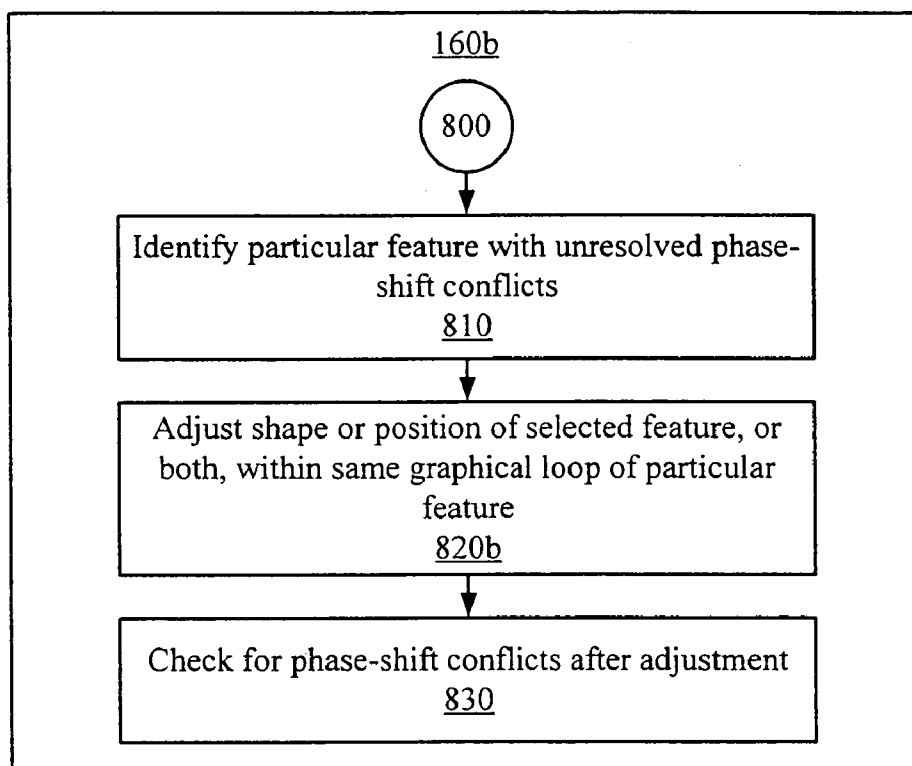 160b
800
Identify particular feature with unresolved phase-
shift conflicts
810
Adjust shape or position of selected feature, or
both, within same graphical loop of particular
feature
820b
Check for phase-shift conflicts after adjustment
830